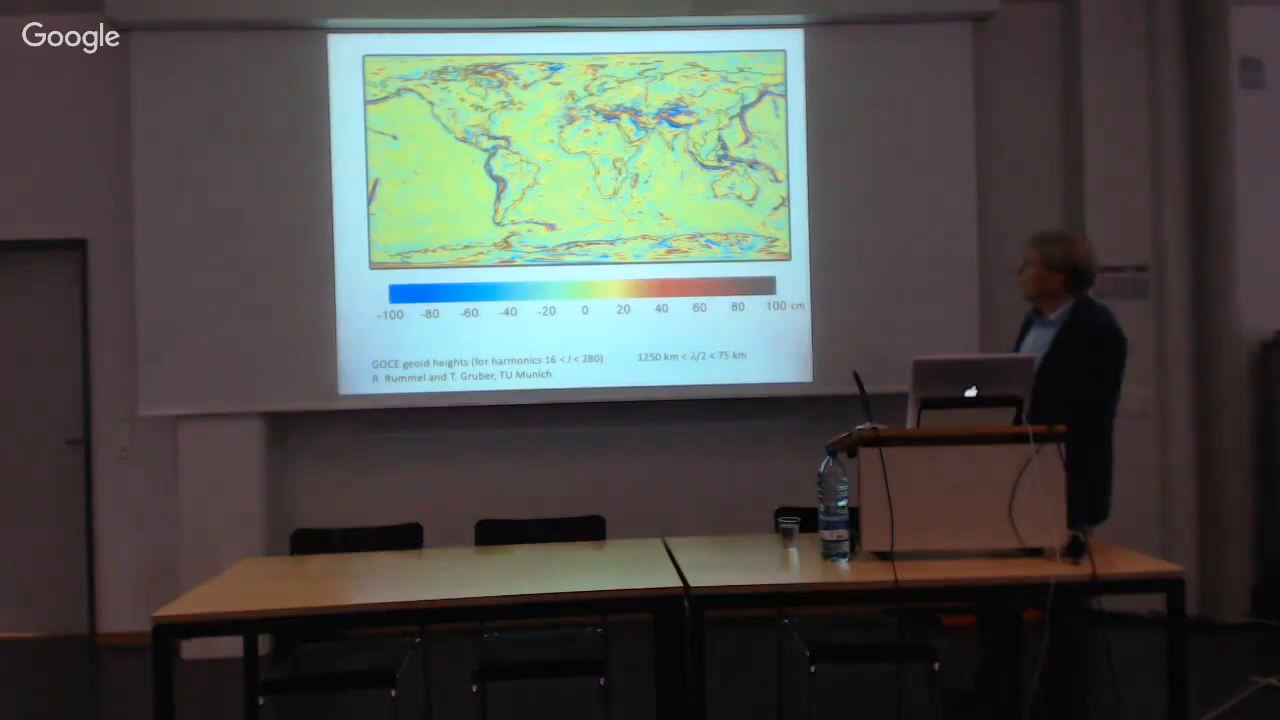 Google
-100 -80 -60 -40 -20 0 20 40 60 80 100 cm
GOCE geoid heights (for harmonics 16 < l < 280) 1250 km < λ/2 < 75 km
R. Rummel and T. Gruber, TU Munich